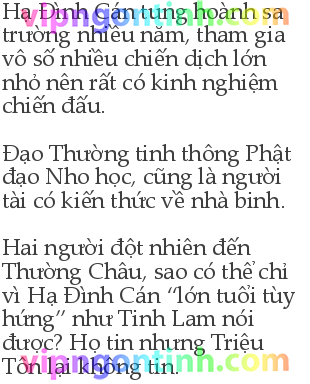 Hạ Đình Cán tung hoành sa
trường nhiều năm, tham gia
vô số nhiều chiến dịch lớn
nhỏ nên rất có kinh nghiệm
chiến đấu.
Đạo Thường tinh thông Phật
đạo Nho học, cũng là người
tài có kiến thức về nhà binh.
Hai người đột nhiên đến
Thường Châu, sao có thể chỉ
vì Hạ Đình Cán “lớn tuổi tùy
hứng” như Tinh Lam nói
được? Họ tin nhưng Triệu
Tôn lại không tin.
vipngontinh.com
vipngontinh.com
vipngontinh.com